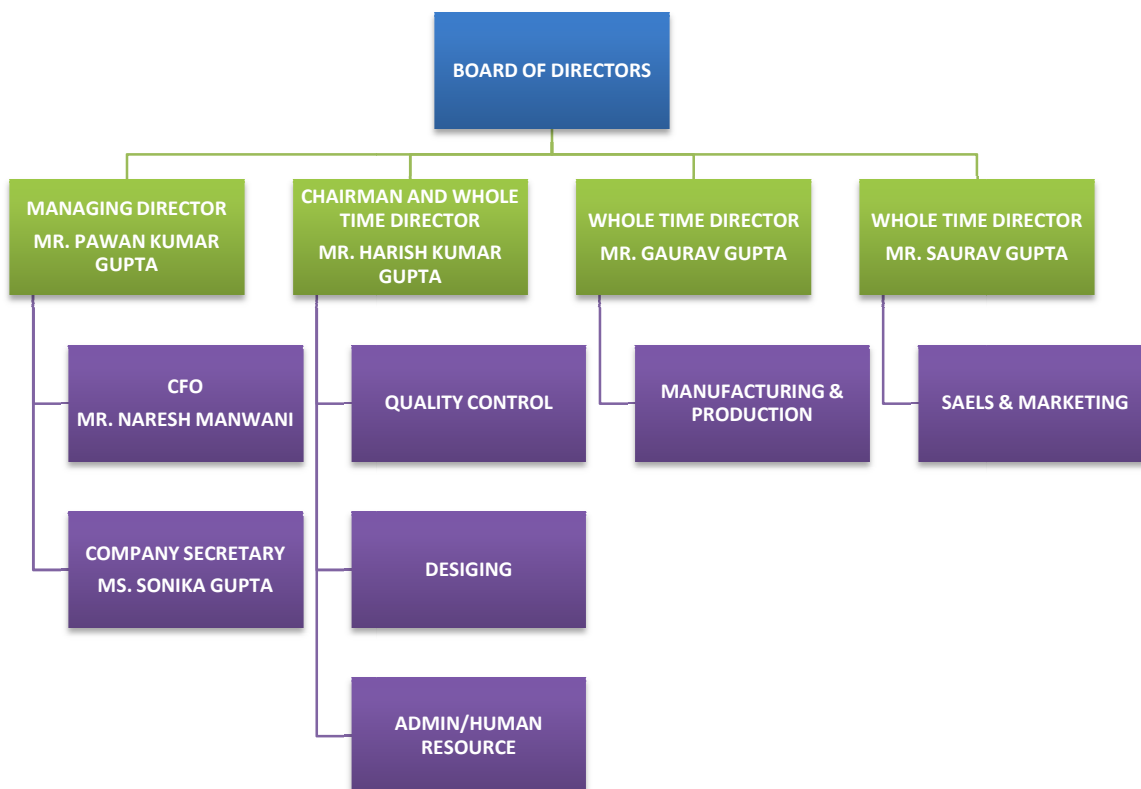 BOARD OF DIRECTORS
MANAGING DIRECTOR
MR. PAWAN KUMAR
GUPTA
CHAIRMAN AND WHOLE
TIME DIRECTOR
MR. HARISH KUMAR
GUPTA
WHOLE TIME DIRECTOR
MR. GAURAV GUPTA
WHOLE TIME DIRECTOR
MR. SAURAV GUPTA
CFO
MR. NARESH MANWANI
QUALITY CONTROL
MANUFACTURING &
PRODUCTION
SAELS & MARKETING
COMPANY SECRETARY
MS. SONIKA GUPTA
DESIGING
ADMIN/HUMAN
RESOURCE